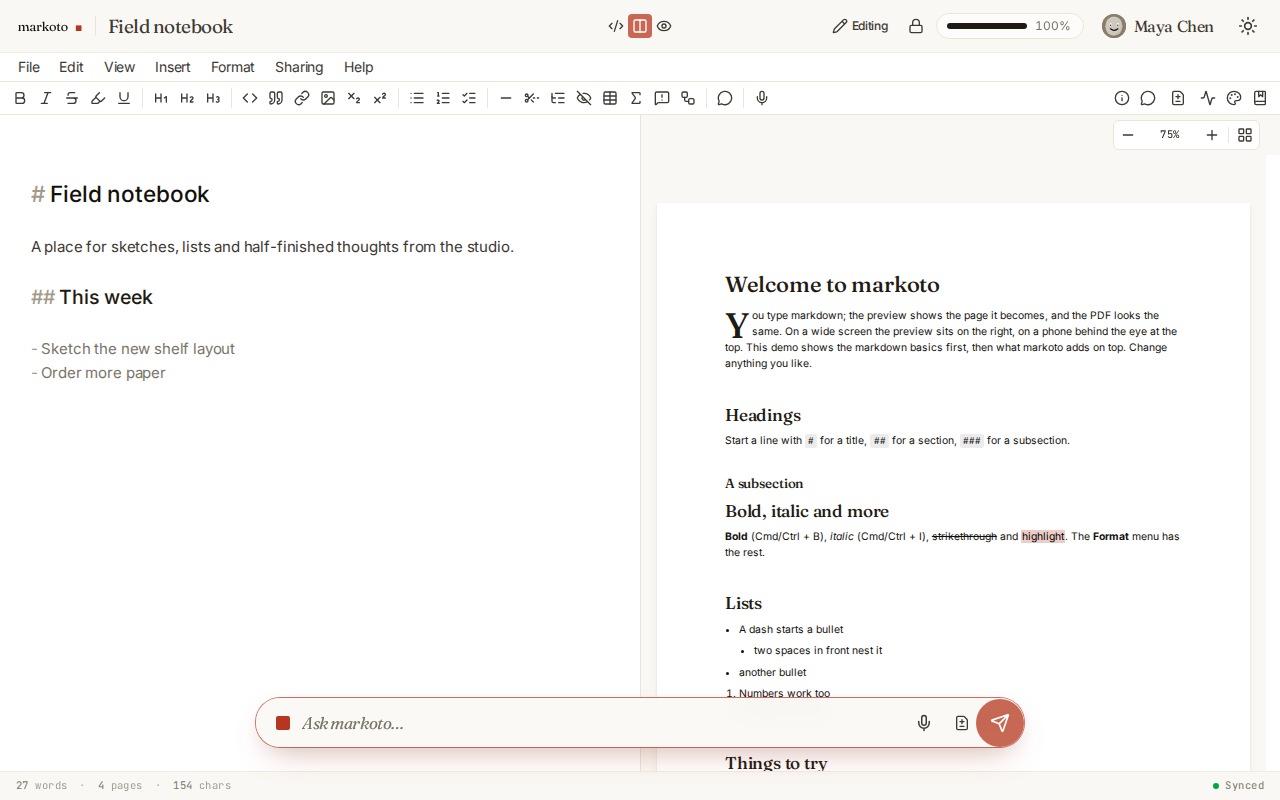 markoto
Field notebook
Editing
100%
Maya Chen
File Edit View Insert Format Sharing Help
H1 H2 H3
75%
# Field notebook
A place for sketches, lists and half-finished thoughts from the studio.
## This week
- Sketch the new shelf layout
- Order more paper
Welcome to markoto
You type markdown; the preview shows the page it becomes, and the PDF looks the
same. On a wide screen the preview sits on the right, on a phone behind the eye at the
top. This demo shows the markdown basics first, then what markoto adds on top. Change
anything you like.
Headings
Start a line with # for a title, ## for a section, ### for a subsection.
A subsection
Bold, italic and more
Bold (Cmd/Ctrl + B), italic (Cmd/Ctrl + I), strikethrough and highlight. The Format menu has
the rest.
Lists
• A dash starts a bullet
• two spaces in front nest it
• another bullet
1. Numbers work too
Ask markoto...
Things to try
27 words · 4 pages · 154 chars
Synced